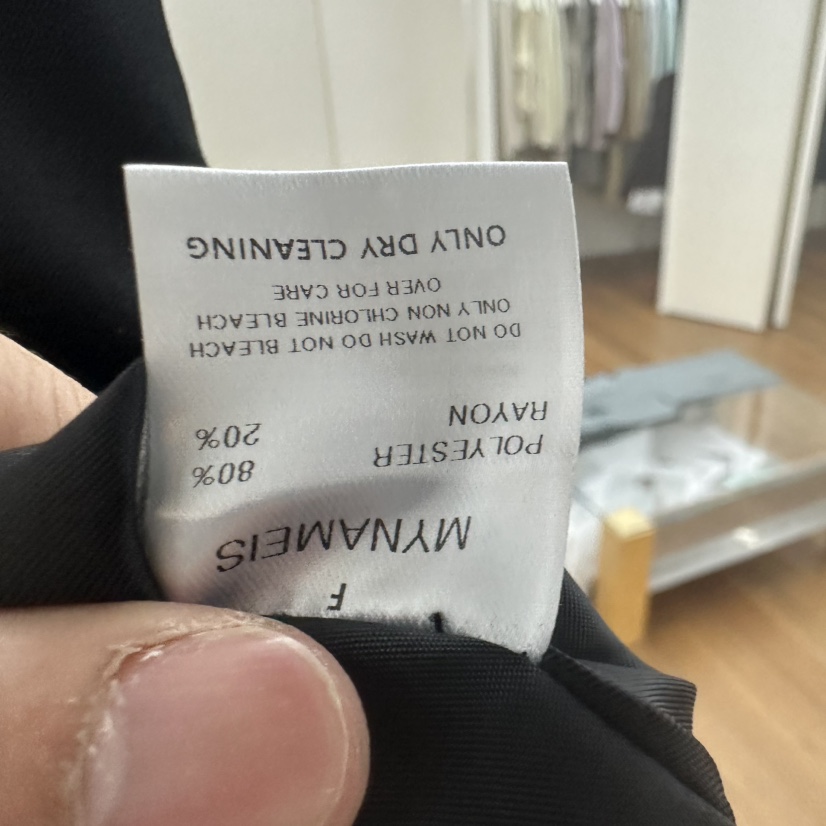 F
MYNAMEIS
POLYESTER 80%
RAYON 20%
DO NOT WASH DO NOT BLEACH
ONLY NON CHLORINE BLEACH
OVER FOR CARE
ONLY DRY CLEANING